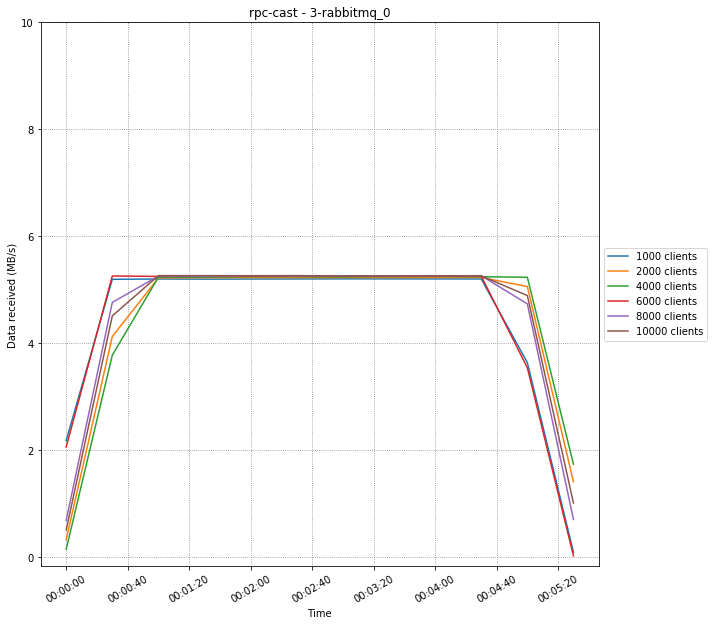 rpc-cast - 3-rabbitmq_0
Data received (MB/s)
10
8
6
4
2
0
00:00:00
00:00:40
00:01:20
00:02:00
00:02:40
00:03:20
00:04:00
00:04:40
00:05:20
Time
1000 clients
2000 clients
4000 clients
6000 clients
8000 clients
10000 clients